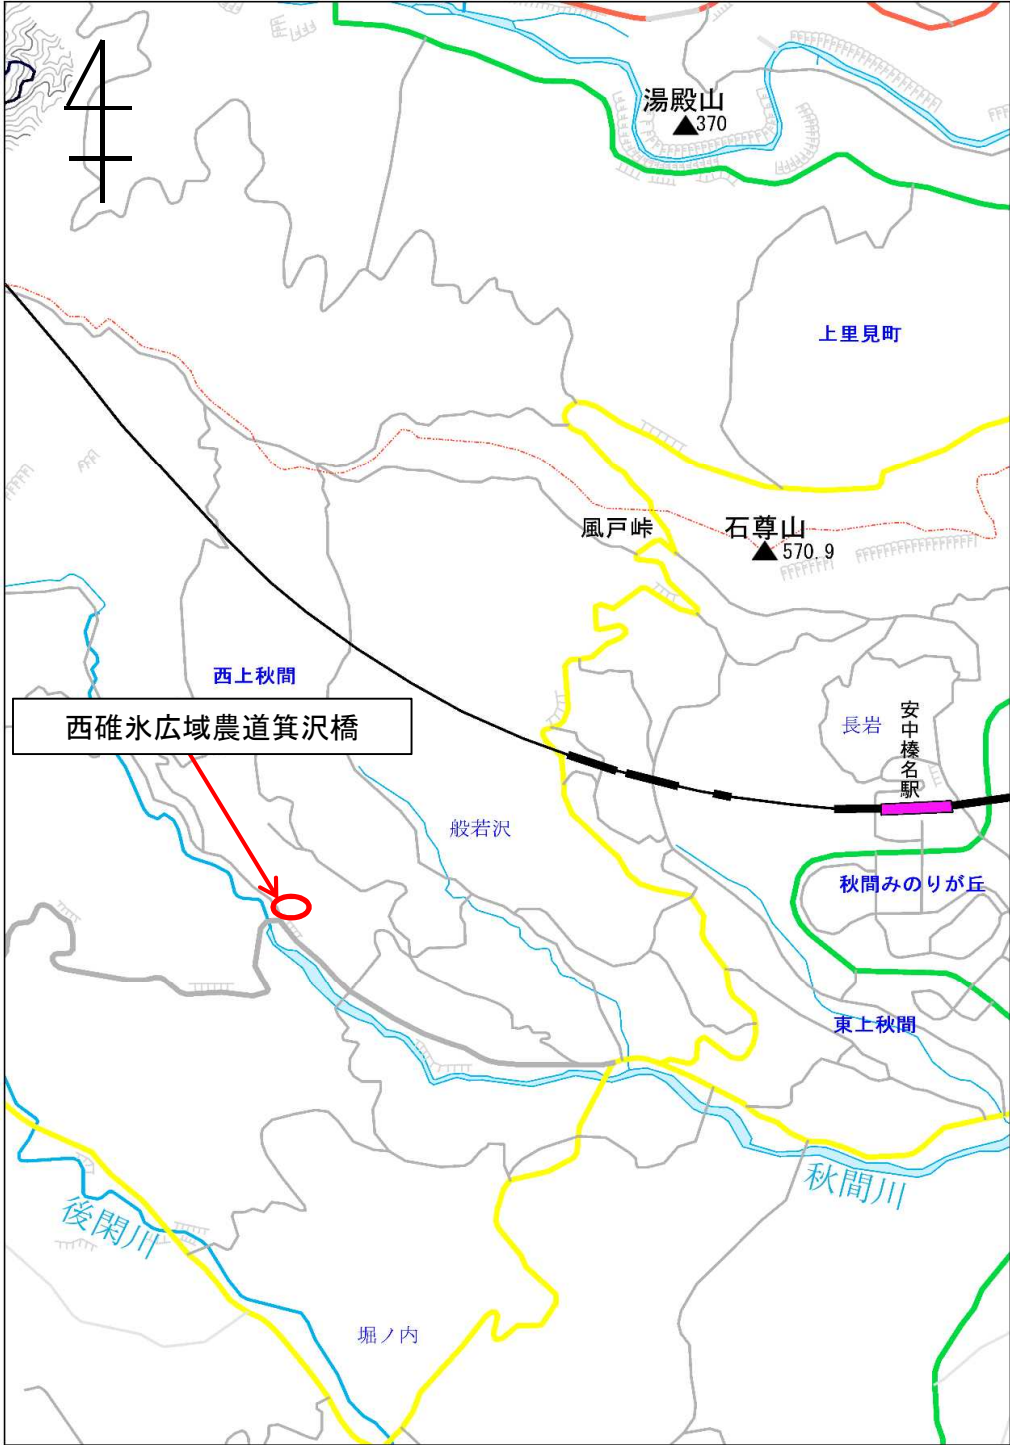 湯殿山
370
上里見町
風戸峠
石尊山
570.9
西上秋間
西碓氷広域農道箕沢橋
長岩
安中榛名駅
般若沢
秋間みのりが丘
東上秋間
秋間川
後閑川
堀ノ内